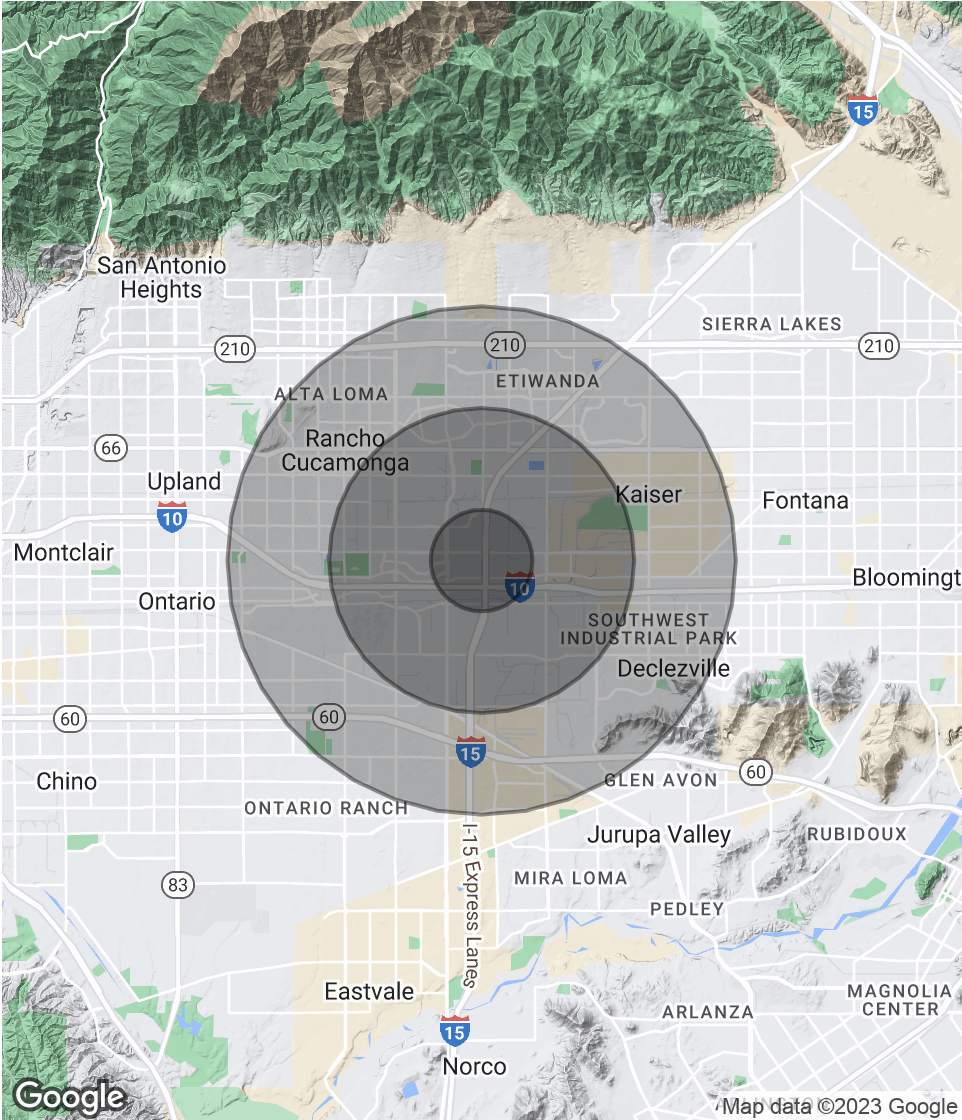 15
San Antonio
Heights
SIERRA LAKES
210
210
210
ETIWANDA
ALTA LOMA
Rancho
Cucamonga
66
Upland
Kaiser
Fontana
10
Montclair
10
Bloomingt
Ontario
SOUTHWEST
INDUSTRIAL PARK
Declezville
60
60
15
60
Chino
GLEN AVON
ONTARIO RANCH
Jurupa Valley
RUBIDOUX
I-15 Express Lanes
83
MIRA LOMA
PEDLEY
Eastvale
MAGNOLIA
CENTER
ARLANZA
15
Norco
Google
Map data ©2023 Google